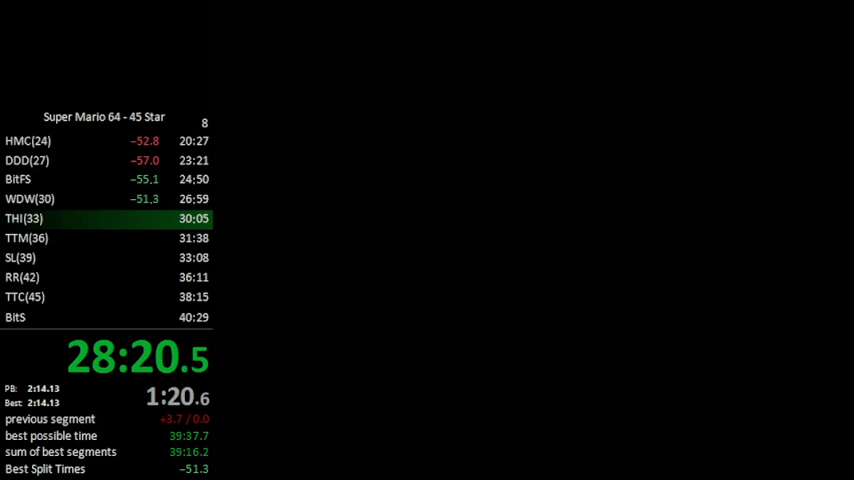 Super Mario 64 - 45 Star
8
HMC(24) −52.8 20:27
DDD(27) −57.0 23:21
BitFS −55.1 24:50
WDW(30) −51.3 26:59
THI(33) 30:05
TTM(36) 31:38
SL(39) 33:08
RR(42) 36:11
TTC(45) 38:15
BitS 40:29
28:20.5
PB: 2:14.13
Best: 2:14.13
1:20.6
previous segment +3.7 / 0.0
best possible time 39:37.7
sum of best segments 39:16.2
Best Split Times −51.3